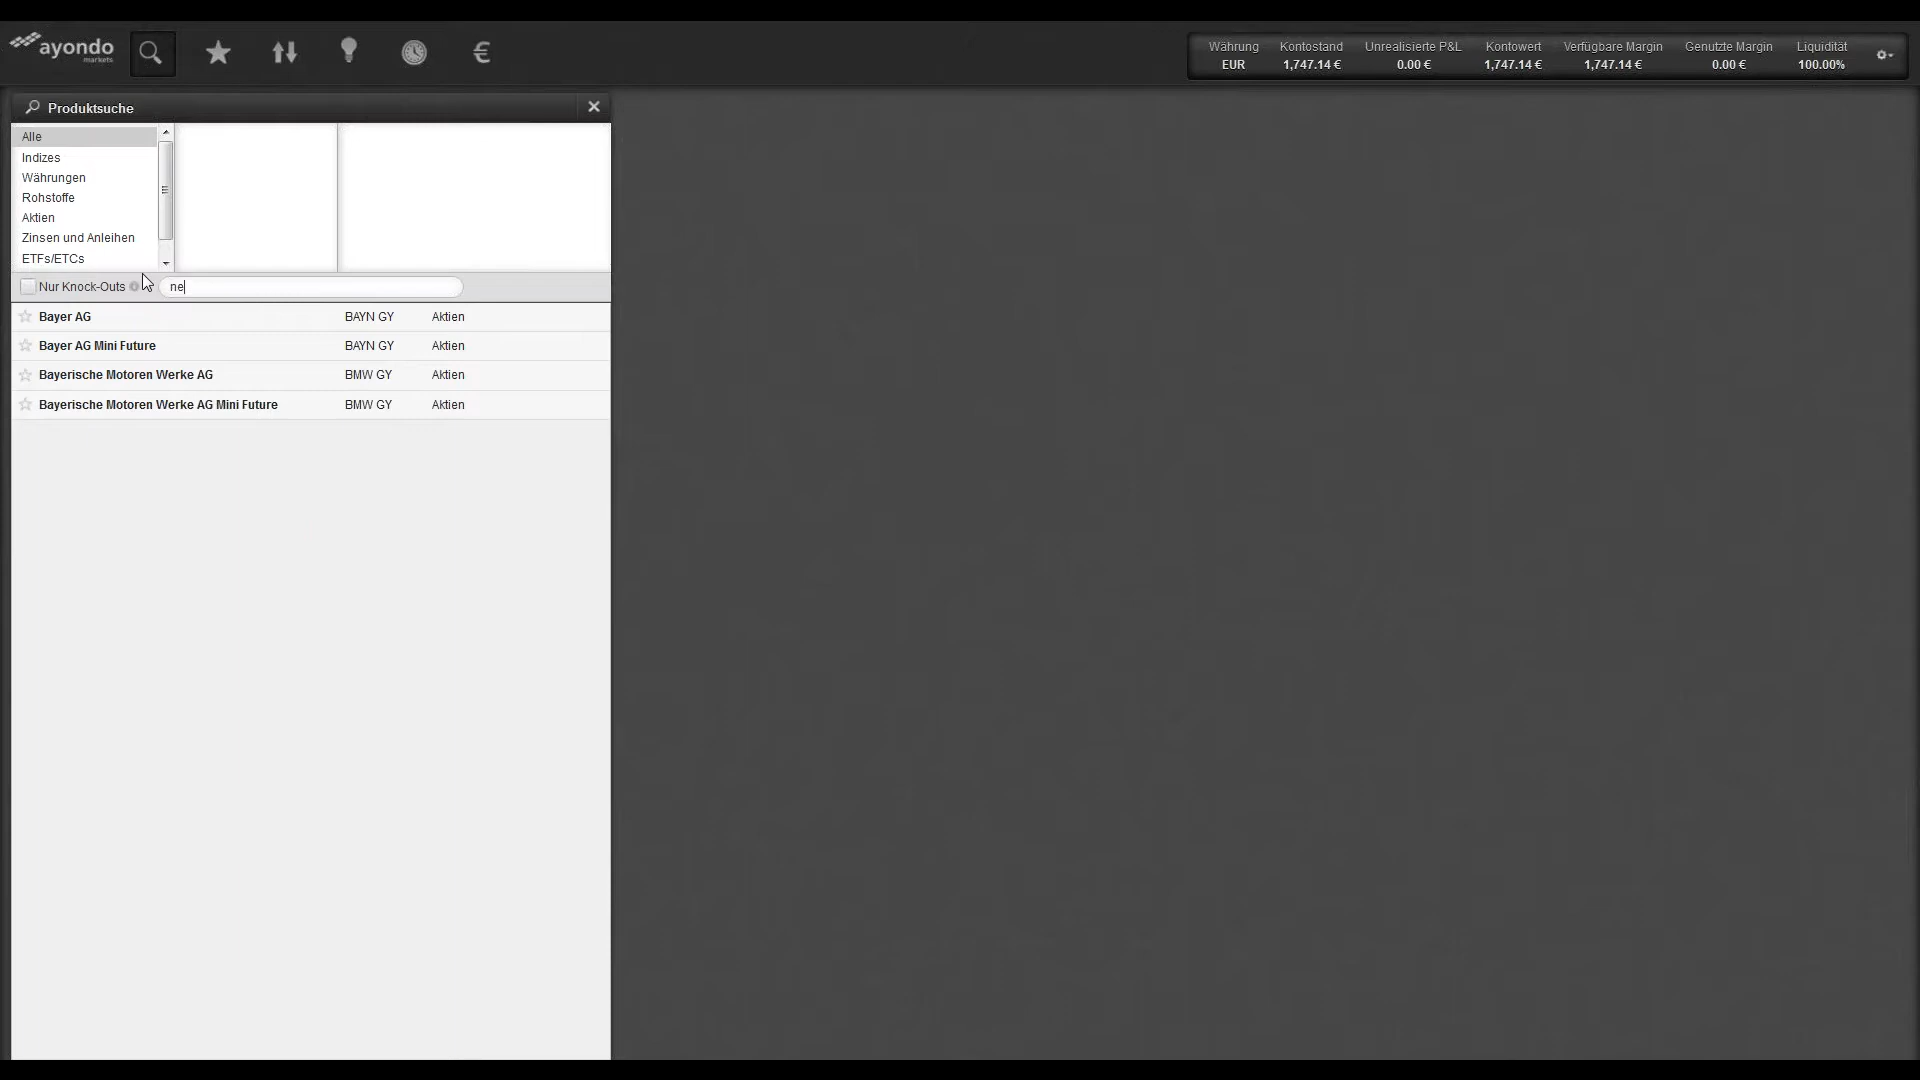 ayondo
markets
Währung Kontostand Unrealisierte P&L Kontowert Verfügbare Margin Genutzte Margin Liquidität
EUR 1,747.14 € 0.00 € 1,747.14 € 1,747.14 € 0.00 € 100.00%
Produktsuche
Alle
Indizes
Währungen
Rohstoffe
Aktien
Zinsen und Anleihen
ETFs/ETCs
Nur Knock-Outs ne
Bayer AG BAYN GY Aktien
Bayer AG Mini Future BAYN GY Aktien
Bayerische Motoren Werke AG BMW GY Aktien
Bayerische Motoren Werke AG Mini Future BMW GY Aktien